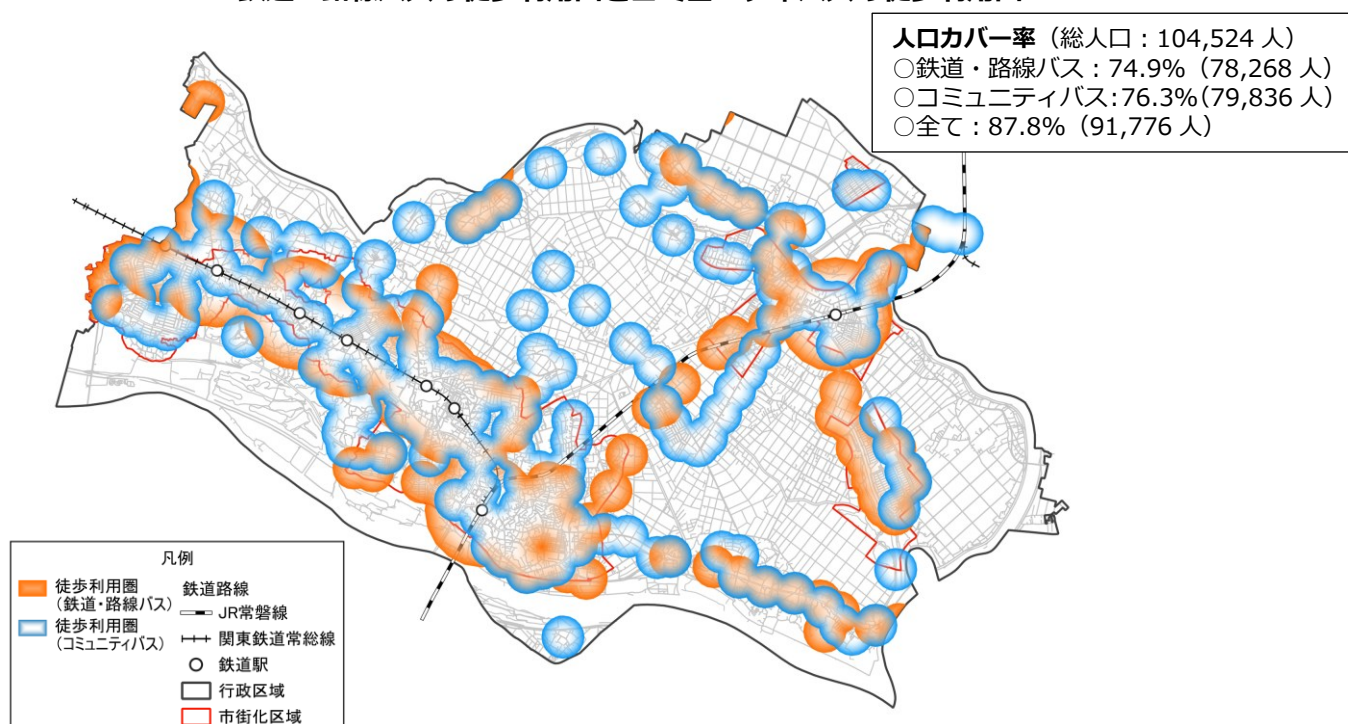 人口カバー率（総人口：104,524 人）
○鉄道・路線バス：74.9%（78,268 人）
○コミュニティバス:76.3%(79,836 人）
○全て：87.8%（91,776 人）
凡例
徒歩利用圏
（鉄道・路線バス）
徒歩利用圏
（コミュニティバス）
鉄道路線
JR常磐線
関東鉄道常総線
鉄道駅
行政区域
市街化区域